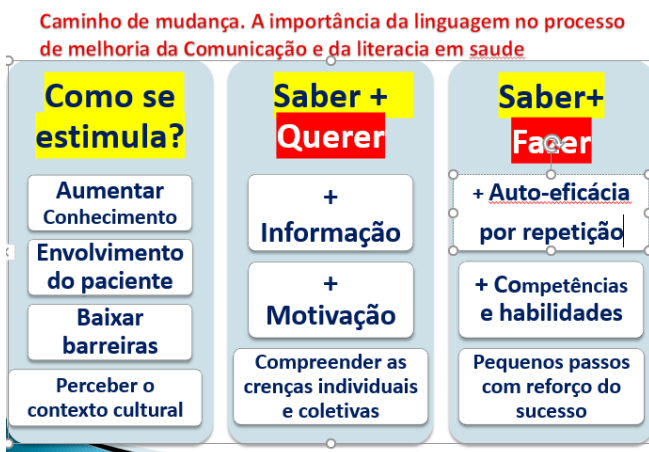 Caminho de mudança. A importância da linguagem no processo
de melhoria da Comunicação e da literacia em saude
Como se
estimula?
Aumentar
Conhecimento
Envolvimento
do paciente
Baixar
barreiras
Perceber o
contexto cultural
Saber +
Querer
+
Informação
+
Motivação
Compreender as
crenças individuais
e coletivas
Saber+
Fazer
+ Auto-eficácia
por repetição
+ Competências
e habilidades
Pequenos passos
com reforço do
sucesso